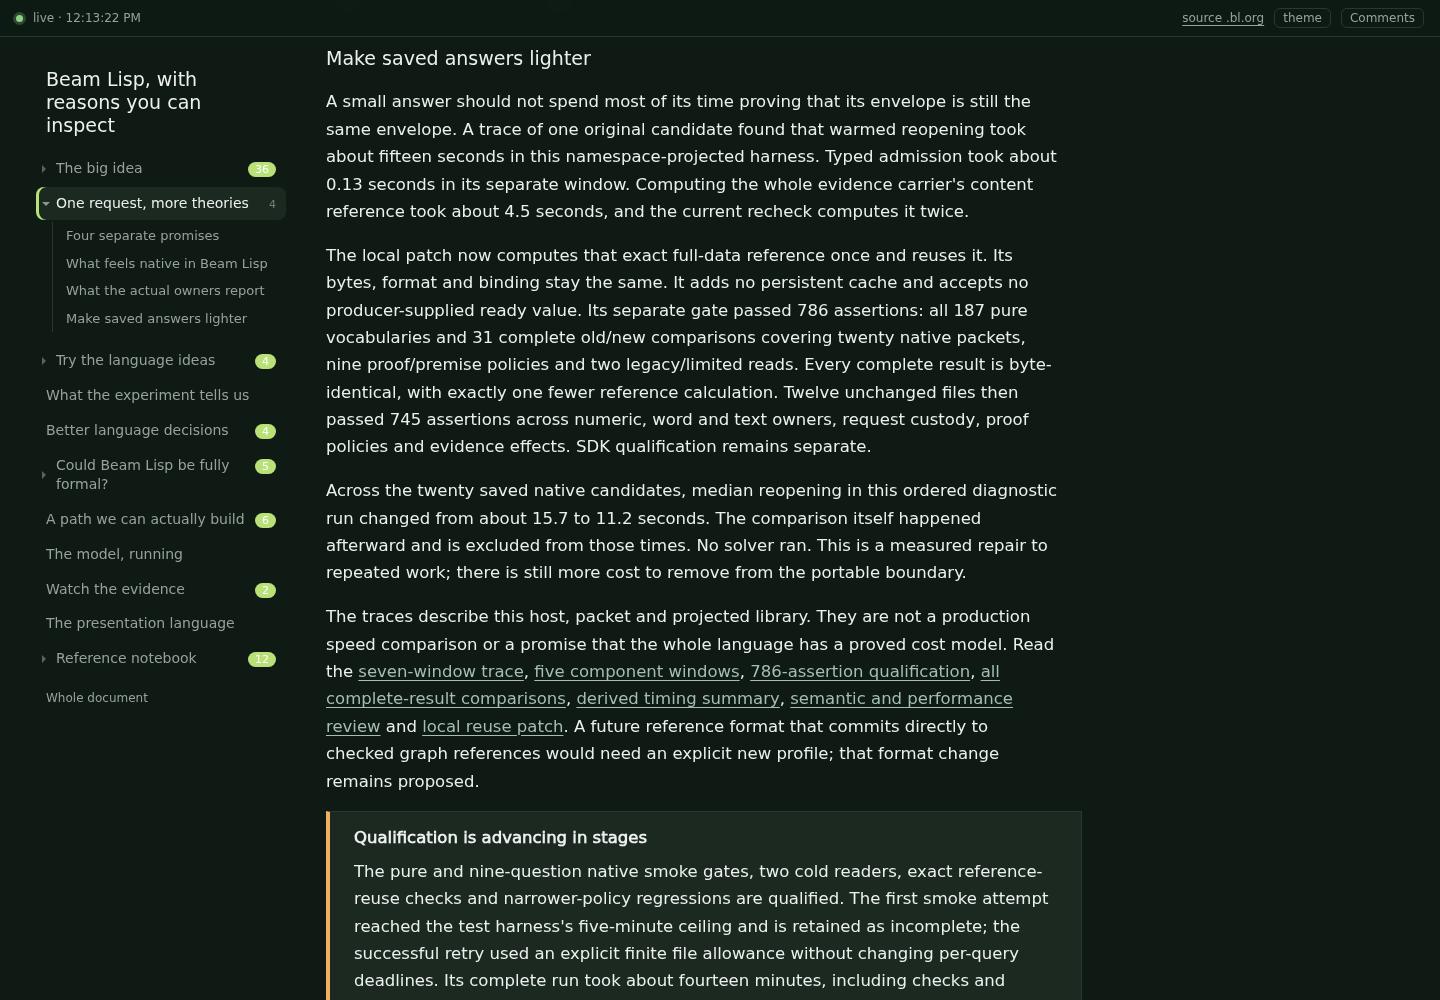 live · 12:13:22 PM
source .bl.org
theme
Comments
Beam Lisp, with
reasons you can
inspect
The big idea 36
One request, more theories 4
Four separate promises
What feels native in Beam Lisp
What the actual owners report
Make saved answers lighter
Try the language ideas 4
What the experiment tells us
Better language decisions 4
Could Beam Lisp be fully 5
formal?
A path we can actually build 6
The model, running
Watch the evidence 2
The presentation language
Reference notebook 12
Whole document
Make saved answers lighter
A small answer should not spend most of its time proving that its envelope is still the
same envelope. A trace of one original candidate found that warmed reopening took
about fifteen seconds in this namespace-projected harness. Typed admission took about
0.13 seconds in its separate window. Computing the whole evidence carrier's content
reference took about 4.5 seconds, and the current recheck computes it twice.
The local patch now computes that exact full-data reference once and reuses it. Its
bytes, format and binding stay the same. It adds no persistent cache and accepts no
producer-supplied ready value. Its separate gate passed 786 assertions: all 187 pure
vocabularies and 31 complete old/new comparisons covering twenty native packets,
nine proof/premise policies and two legacy/limited reads. Every complete result is byte-
identical, with exactly one fewer reference calculation. Twelve unchanged files then
passed 745 assertions across numeric, word and text owners, request custody, proof
policies and evidence effects. SDK qualification remains separate.
Across the twenty saved native candidates, median reopening in this ordered diagnostic
run changed from about 15.7 to 11.2 seconds. The comparison itself happened
afterward and is excluded from those times. No solver ran. This is a measured repair to
repeated work; there is still more cost to remove from the portable boundary.
The traces describe this host, packet and projected library. They are not a production
speed comparison or a promise that the whole language has a proved cost model. Read
the seven-window trace, five component windows, 786-assertion qualification, all
complete-result comparisons, derived timing summary, semantic and performance
review and local reuse patch. A future reference format that commits directly to
checked graph references would need an explicit new profile; that format change
remains proposed.
Qualification is advancing in stages
The pure and nine-question native smoke gates, two cold readers, exact reference-
reuse checks and narrower-policy regressions are qualified. The first smoke attempt
reached the test harness's five-minute ceiling and is retained as incomplete; the
successful retry used an explicit finite file allowance without changing per-query
deadlines. Its complete run took about fourteen minutes, including checks and